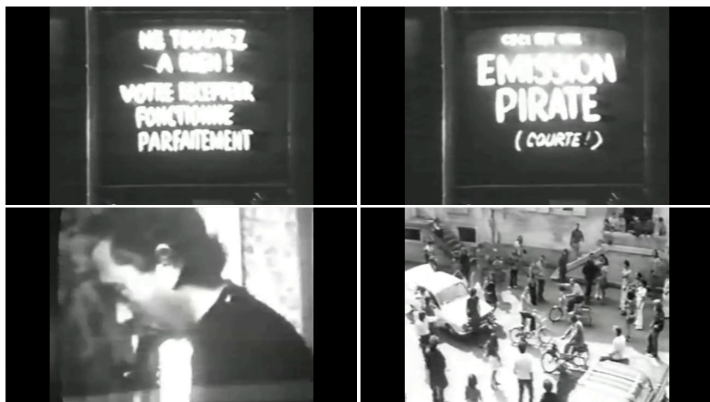 NE TOUCHEZ
A RIEN !
VOTRE RECEPTEUR
FONCTIONNE
PARFAITEMENT
CECI EST UNE
EMISSION
PIRATE
(COURTE !)